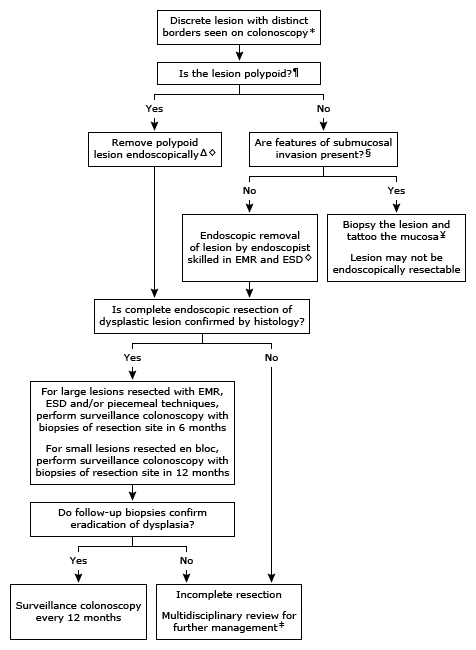 Discrete lesion with distinct
borders seen on colonoscopy*
Is the lesion polypoid?¶
Yes
No
Remove polypoid
lesion endoscopicallyΔ◇
Are features of submucosal
invasion present?§
No
Yes
Endoscopic removal
of lesion by endoscopist
skilled in EMR and ESD◇
Biopsy the lesion and
tattoo the mucosa¥
Lesion may not be
endoscopically resectable
Is complete endoscopic resection of
dysplastic lesion confirmed by histology?
Yes
No
For large lesions resected with EMR,
ESD and/or piecemeal techniques,
perform surveillance colonoscopy with
biopsies of resection site in 6 months
For small lesions resected en bloc,
perform surveillance colonoscopy with
biopsies of resection site in 12 months
Do follow-up biopsies confirm
eradication of dysplasia?
Yes
No
Surveillance colonoscopy
every 12 months
Incomplete resection
Multidisciplinary review for
further management‡